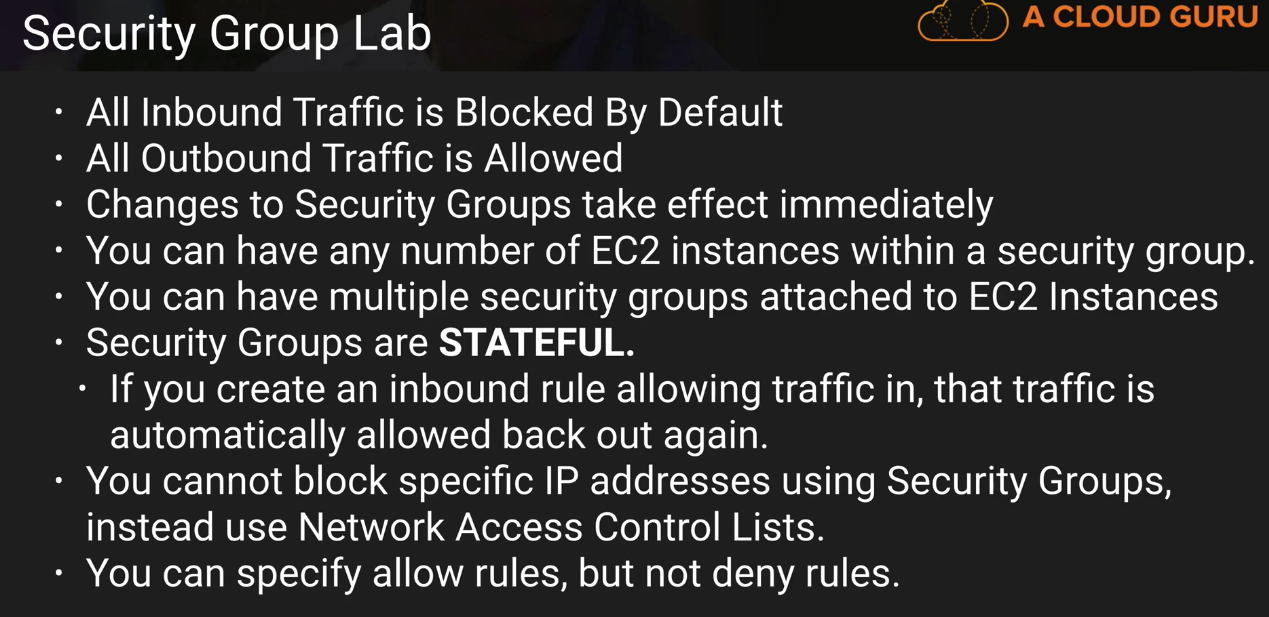 Security Group Lab
A CLOUD GURU
· All Inbound Traffic is Blocked By Default
· All Outbound Traffic is Allowed
· Changes to Security Groups take effect immediately
· You can have any number of EC2 instances within a security group.
· You can have multiple security groups attached to EC2 Instances
· Security Groups are STATEFUL.
· If you create an inbound rule allowing traffic in, that traffic is
automatically allowed back out again.
· You cannot block specific IP addresses using Security Groups,
instead use Network Access Control Lists.
· You can specify allow rules, but not deny rules.